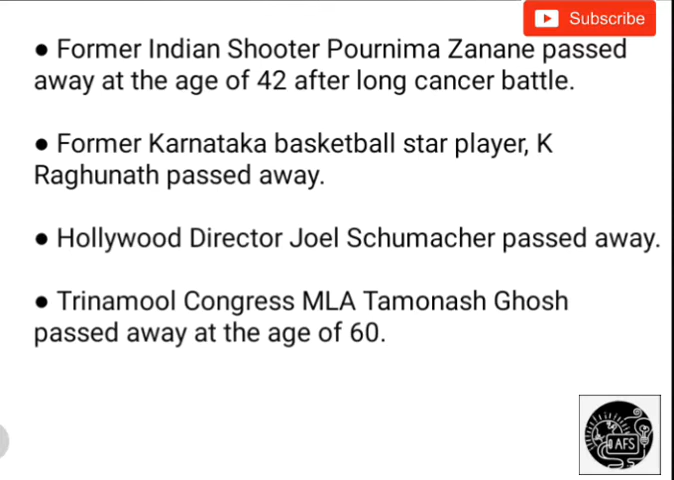 Subscribe
● Former Indian Shooter Pournima Zanane passed
away at the age of 42 after long cancer battle.
● Former Karnataka basketball star player, K
Raghunath passed away.
● Hollywood Director Joel Schumacher passed away.
● Trinamool Congress MLA Tamonash Ghosh
passed away at the age of 60.
AFS